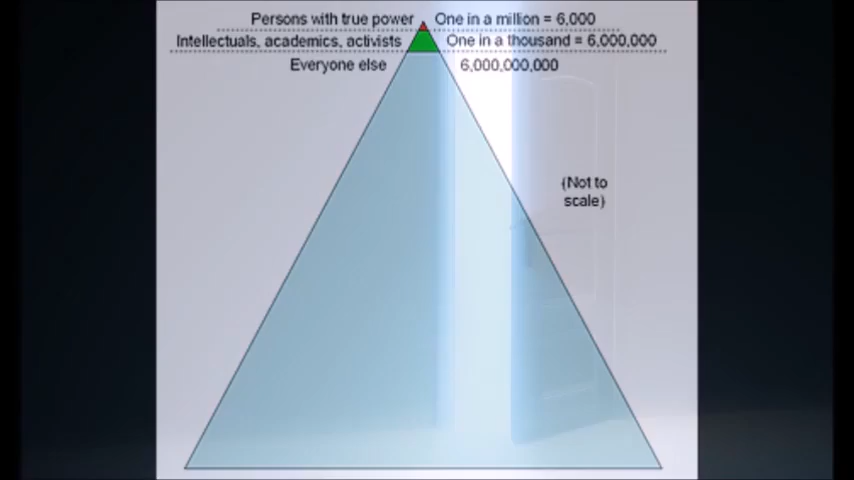 Persons with true power One in a million = 6,000
Intellectuals, academics, activists One in a thousand = 6,000,000
Everyone else 6,000,000,000
(Not to
scale)